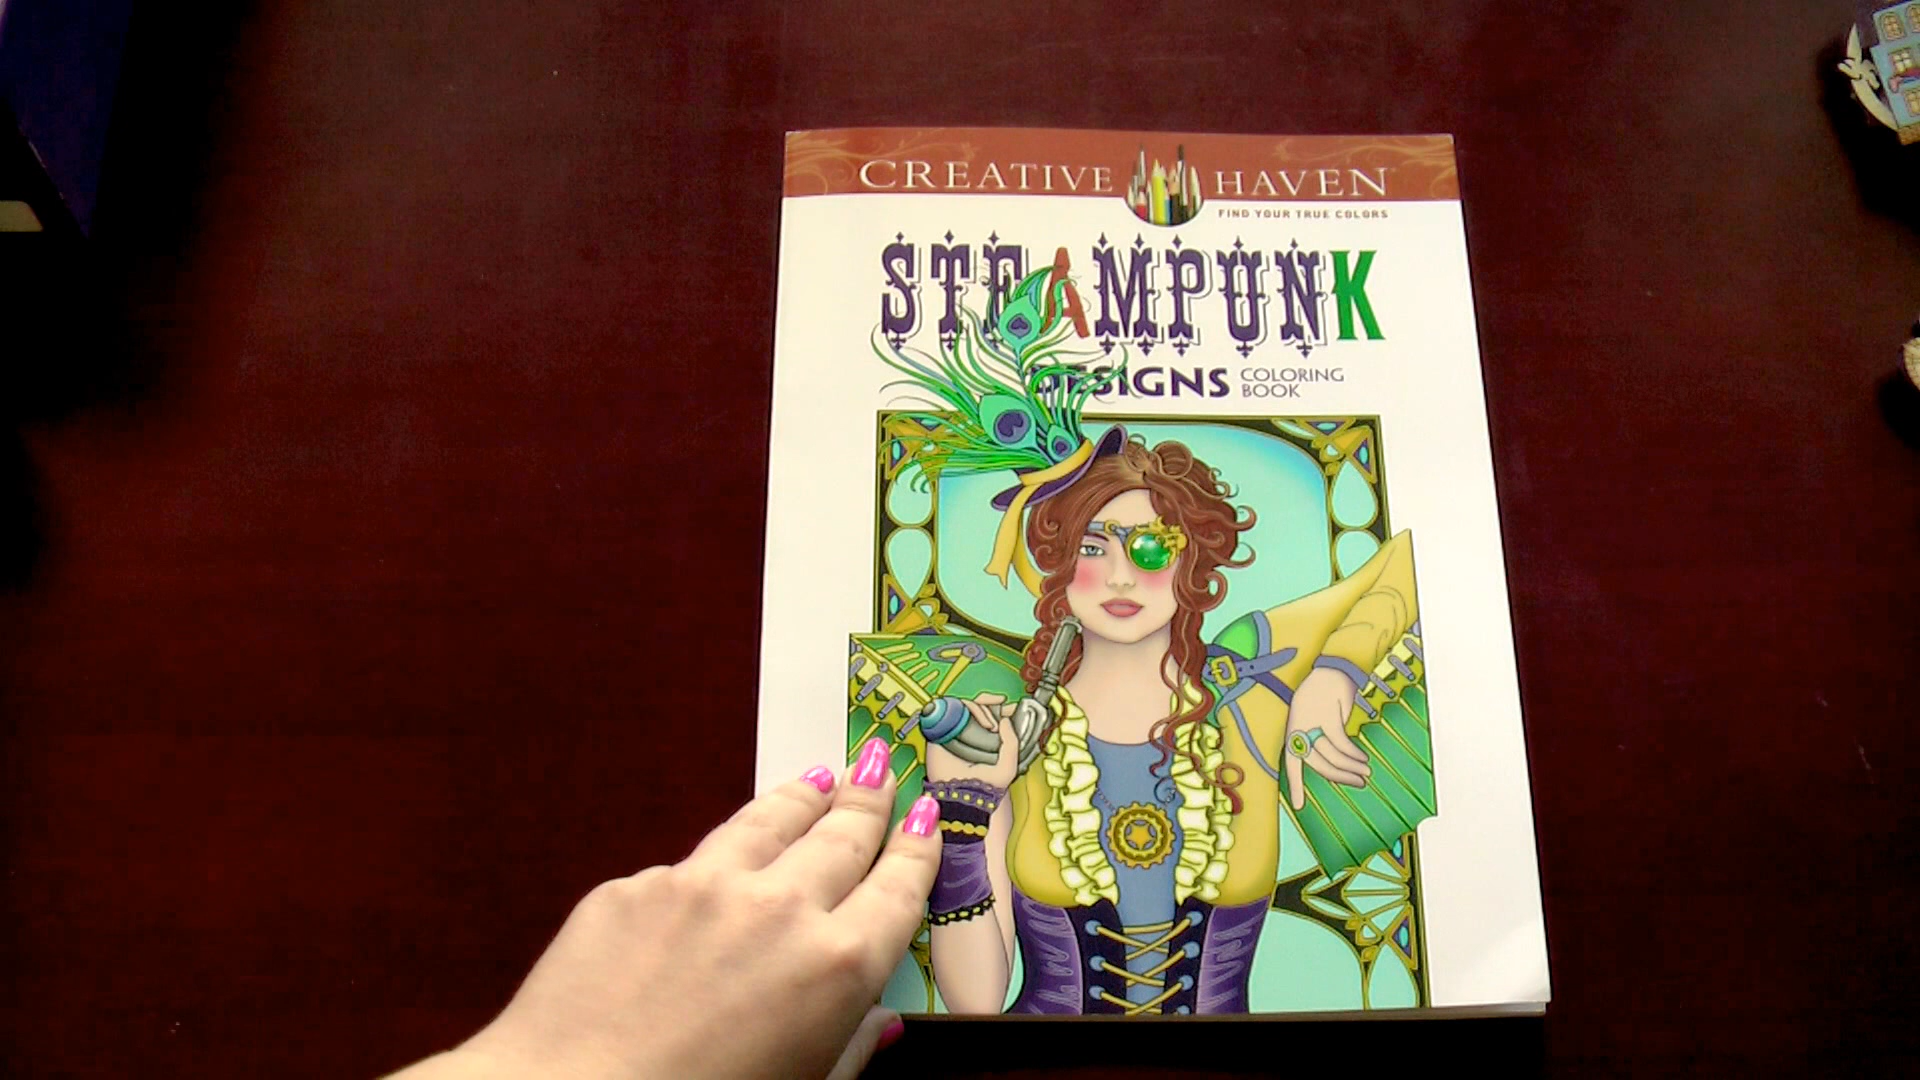 CREATIVE HAVEN
FIND YOUR TRUE COLORS
STEAMPUNK
DESIGNS COLORING
BOOK